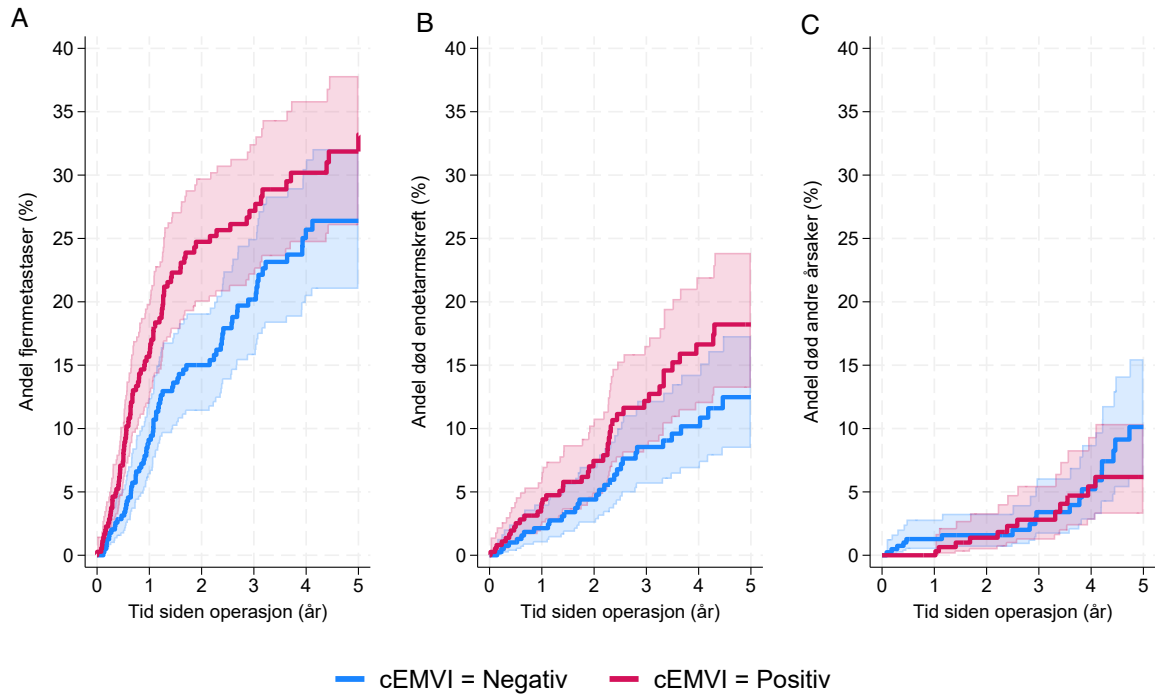 A
Andel fjernmetastaser (%)
40
35
30
25
20
15
10
5
0
0 1 2 3 4 5
Tid siden operasjon (år)
B
Andel død endetarmskreft (%)
40
35
30
25
20
15
10
5
0
0 1 2 3 4 5
Tid siden operasjon (år)
C
Andel død andre årsaker (%)
40
35
30
25
20
15
10
5
0
0 1 2 3 4 5
Tid siden operasjon (år)
cEMVI = Negativ cEMVI = Positiv